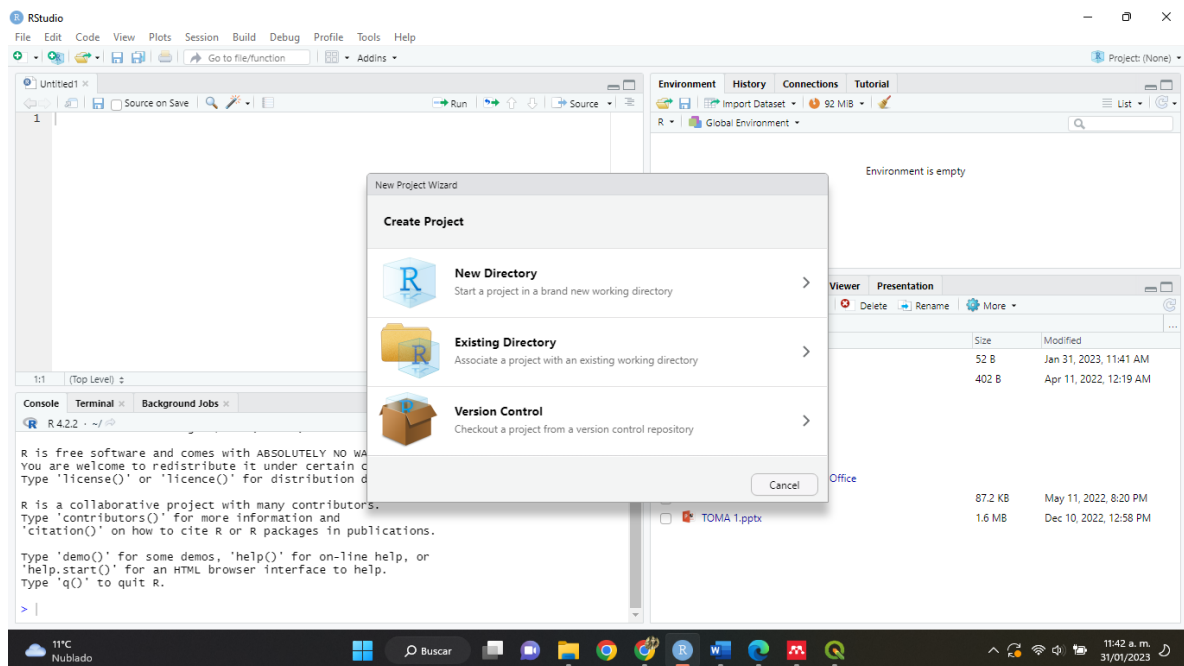 RStudio
File Edit Code View Plots Session Build Debug Profile Tools Help
Go to file/function Addins Project: (None)
Untitled1
Source on Save Run Source
1
1:1 (Top Level)
Environment History Connections Tutorial
Import Dataset 92 MiB List
R Global Environment
Environment is empty
New Project Wizard
Create Project
New Directory
Start a project in a brand new working directory
Existing Directory
Associate a project with an existing working directory
Version Control
Checkout a project from a version control repository
Cancel
Viewer Presentation
Delete Rename More
Size Modified
52 B Jan 31, 2023, 11:41 AM
402 B Apr 11, 2022, 12:19 AM
Office
87.2 KB May 11, 2022, 8:20 PM
TOMA 1.pptx 1.6 MB Dec 10, 2022, 12:58 PM
Console Terminal Background Jobs
R 4.2.2 · ~/
R is free software and comes with ABSOLUTELY NO WA
You are welcome to redistribute it under certain c
Type 'license()' or 'licence()' for distribution d
R is a collaborative project with many contributors.
Type 'contributors()' for more information and
'citation()' on how to cite R or R packages in publications.
Type 'demo()' for some demos, 'help()' for on-line help, or
'help.start()' for an HTML browser interface to help.
Type 'q()' to quit R.
>
11°C
Nublado
Buscar
11:42 a. m.
31/01/2023